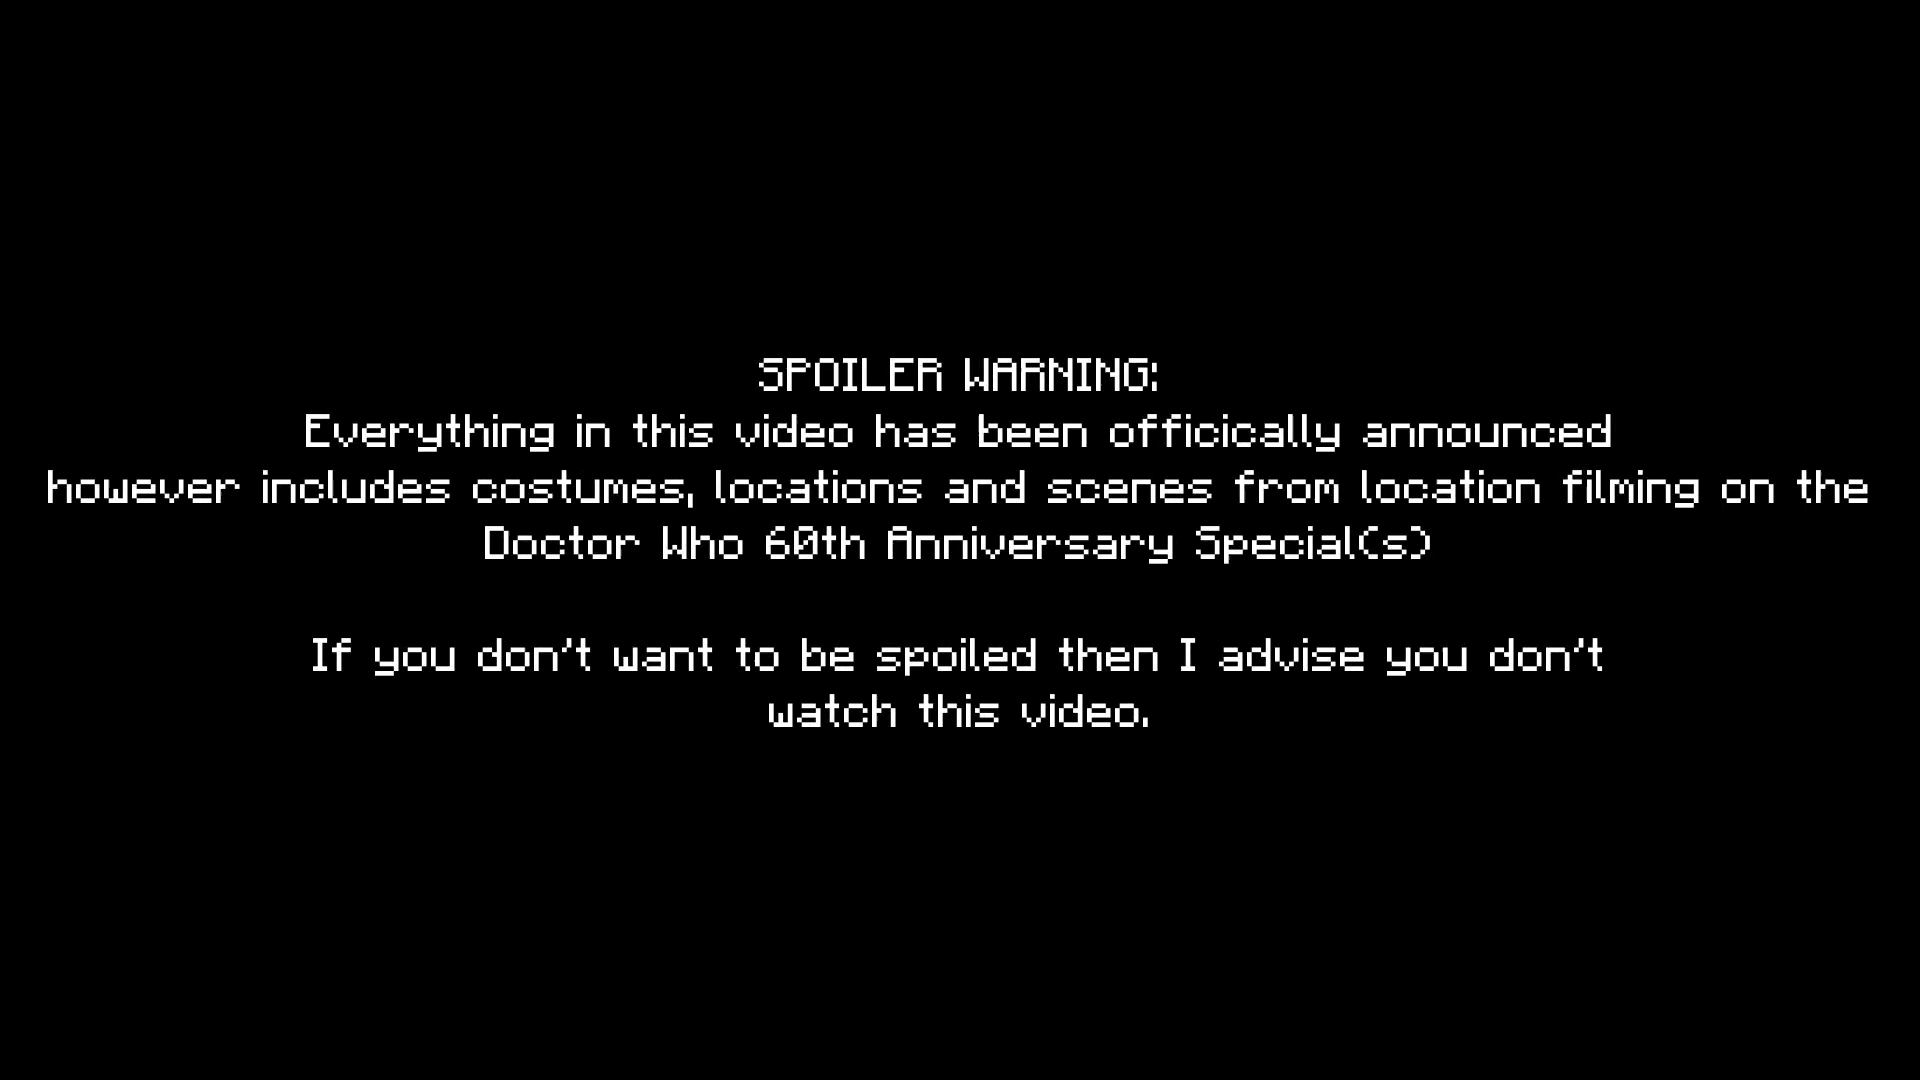 SPOILER WARNING:
Everything in this video has been officically announced
however includes costumes, locations and scenes from location filming on the
Doctor Who 60th Anniversary Special(s)
If you don't want to be spoiled then I advise you don't
watch this video.